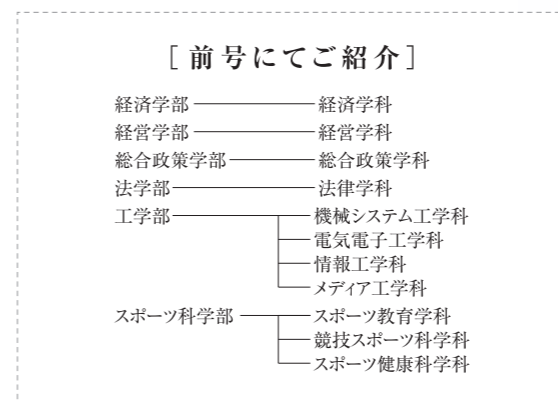 ［前号にてご紹介］
経済学部 経済学科
経営学部 経営学科
総合政策学部 総合政策学科
法学部 法律学科
工学部 機械システム工学科
電気電子工学科
情報工学科
メディア工学科
スポーツ科学部 スポーツ教育学科
競技スポーツ科学科
スポーツ健康科学科